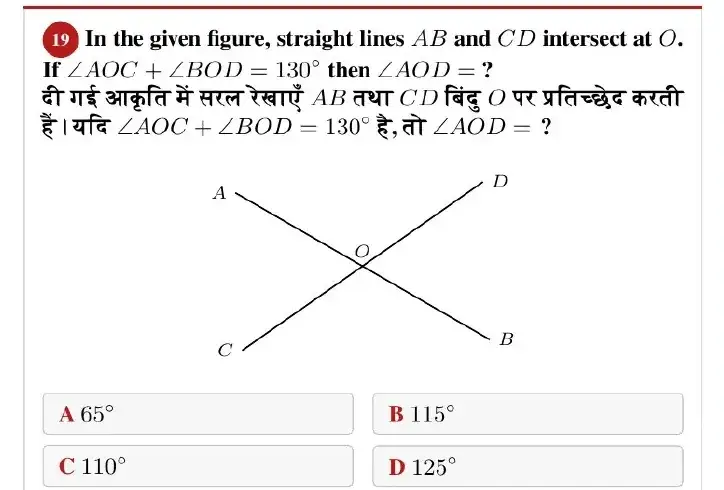 19 In the given figure, straight lines AB and CD intersect at O.
If ∠AOC + ∠BOD = 130° then ∠AOD = ?
दी गई आकृति में सरल रेखाएँ AB तथा CD बिंदु O पर प्रतिच्छेद करती
हैं। यदि ∠AOC + ∠BOD = 130° है, तो ∠AOD = ?
A
D
O
C
B
A 65°
B 115°
C 110°
D 125°